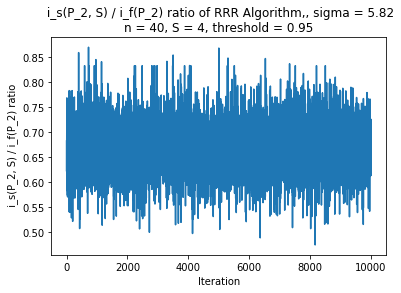 i_s(P_2, S) / i_f(P_2) ratio of RRR Algorithm,, sigma = 5.82
n = 40, S = 4, threshold = 0.95
i_s(P_2, S) / i_f(P_2) ratio
0.85
0.80
0.75
0.70
0.65
0.60
0.55
0.50
0 2000 4000 6000 8000 10000
Iteration